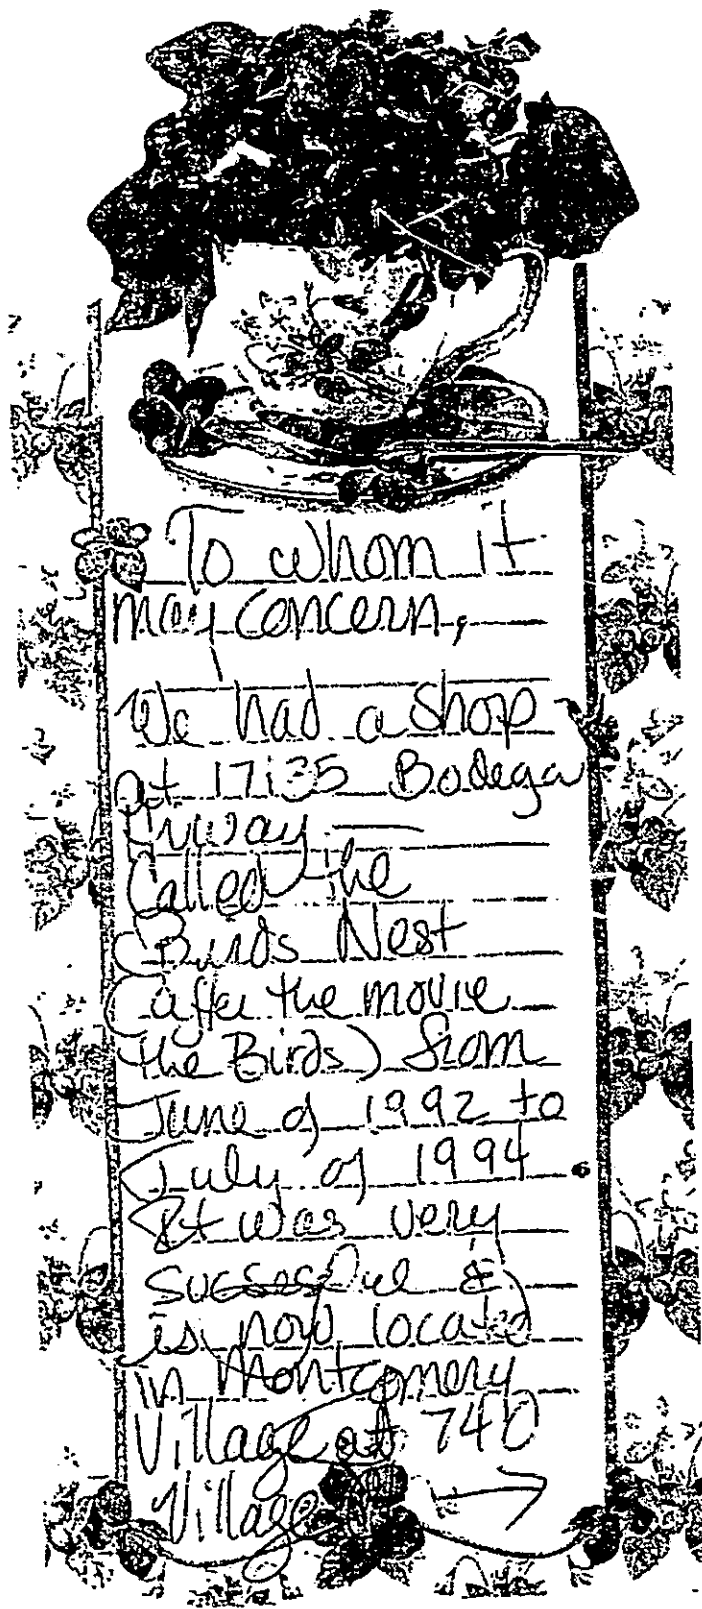 To whom it
may concern,
We had a shop
at 17135 Bodega
Hwway —
Called the
Birds Nest
(after the movie
the Birds) from
June of 1992 to
July of 1994.
It was very
sucsesful &
is now located
in Montgomery
Village at 740
Village →